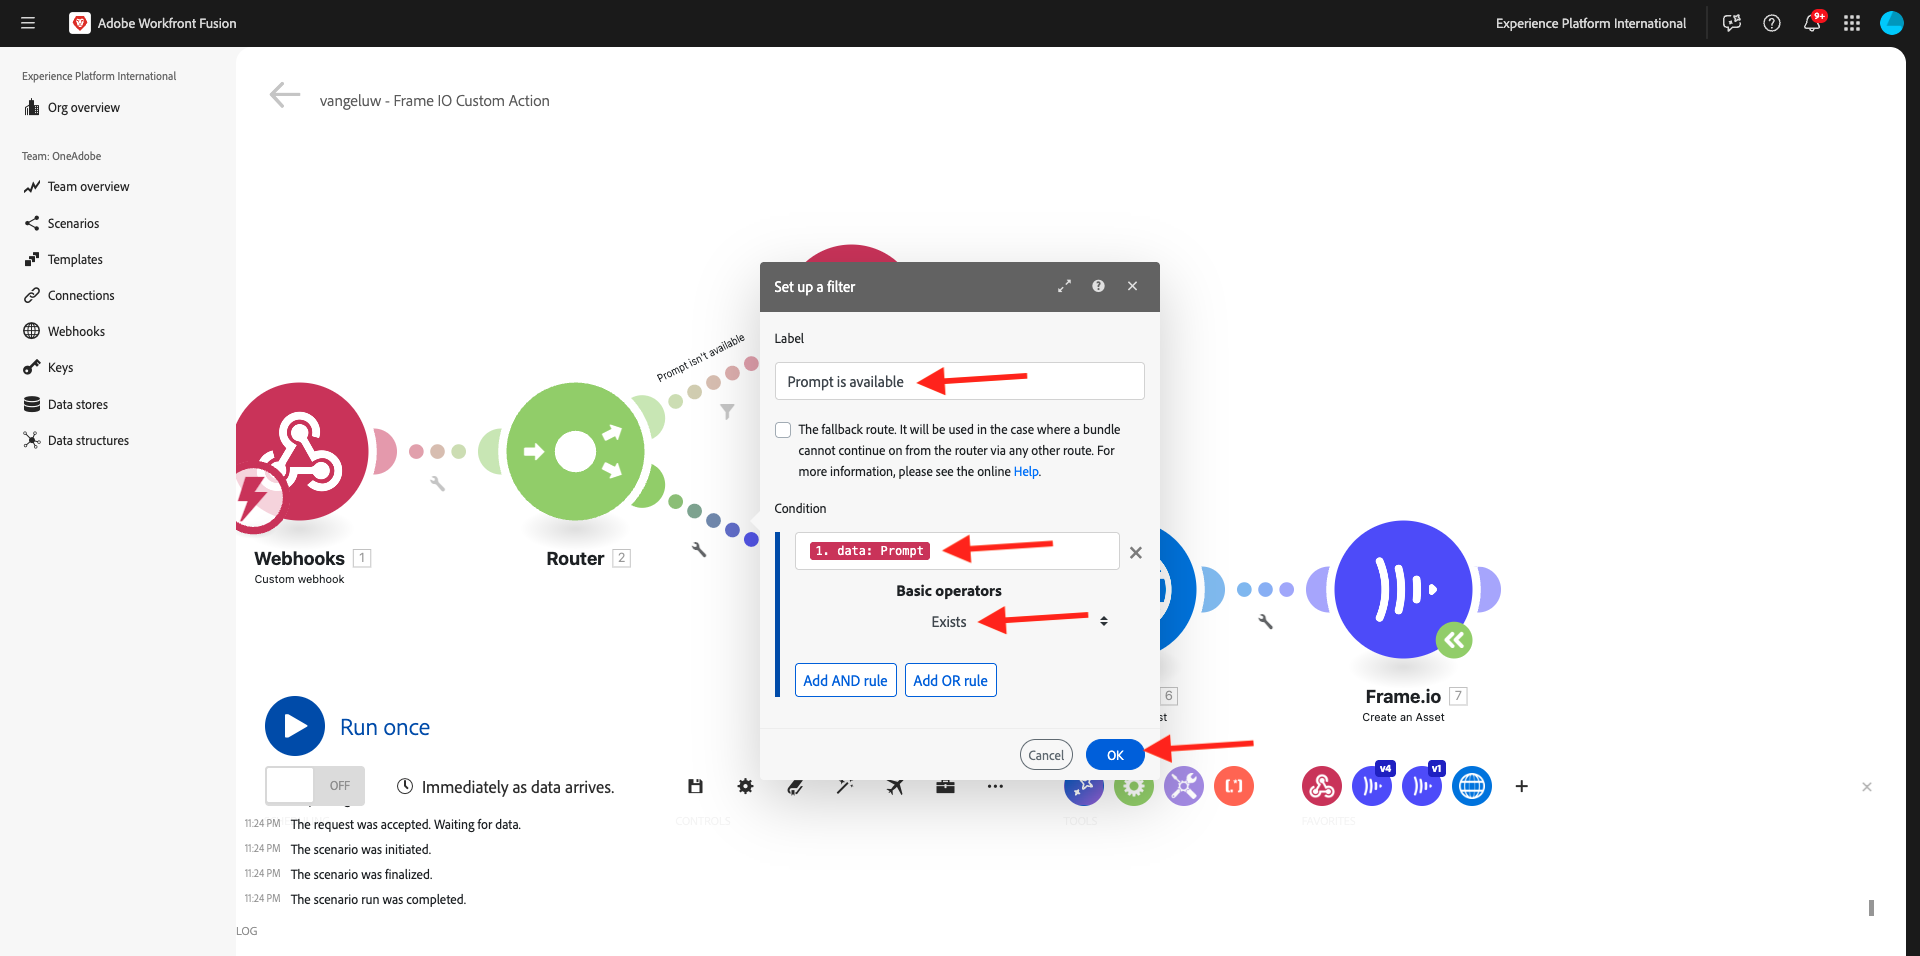 Adobe Workfront Fusion
Experience Platform International
9+
Experience Platform International
Org overview
Team: OneAdobe
Team overview
Scenarios
Templates
Connections
Webhooks
Keys
Data stores
Data structures
vangeluw - Frame IO Custom Action
Prompt isn't available
Webhooks 1
Custom webhook
Router 2
Set up a filter
Label
Prompt is available
The fallback route. It will be used in the case where a bundle
cannot continue on from the router via any other route. For
more information, please see the online Help.
Condition
1. data: Prompt
Basic operators
Exists
Add AND rule
Add OR rule
Cancel
OK
6
st
Frame.io 7
Create an Asset
Run once
OFF
Immediately as data arrives.
CONTROLS
TOOLS
v4
v1
FAVORITES
11:24 PM The request was accepted. Waiting for data.
11:24 PM The scenario was initiated.
11:24 PM The scenario was finalized.
11:24 PM The scenario run was completed.
LOG